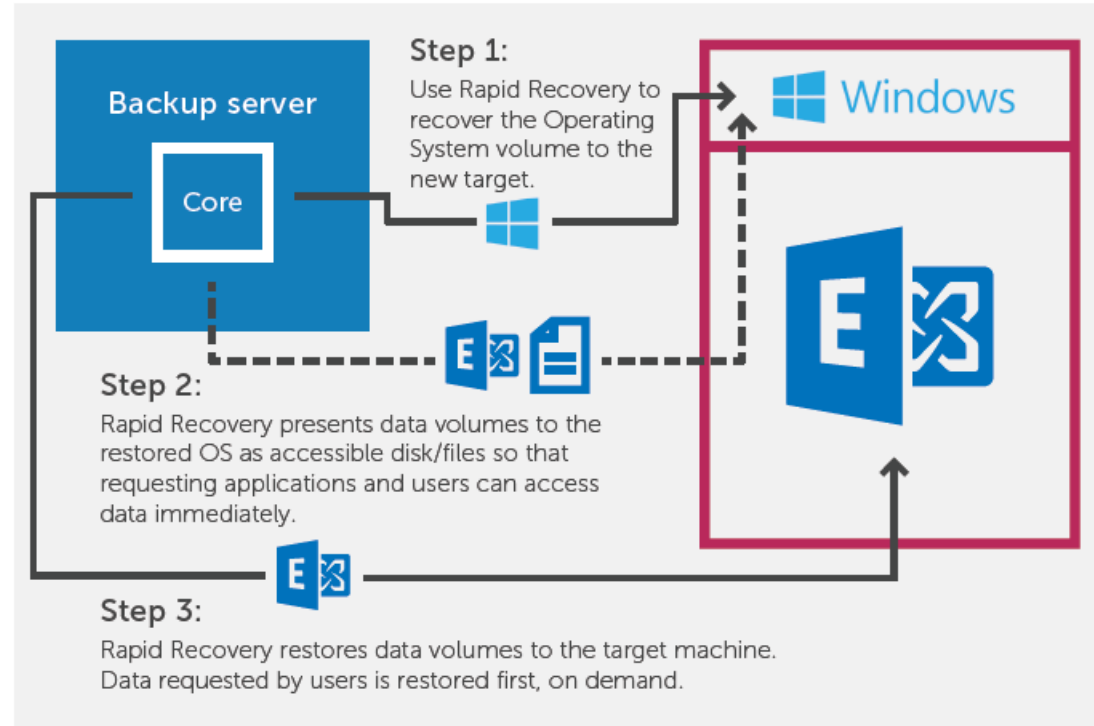 Backup server
Core
Step 1:
Use Rapid Recovery to
recover the Operating
System volume to the
new target.
Windows
E
E
Step 2:
Rapid Recovery presents data volumes to the
restored OS as accessible disk/files so that
requesting applications and users can access
data immediately.
E
Step 3:
Rapid Recovery restores data volumes to the target machine.
Data requested by users is restored first, on demand.